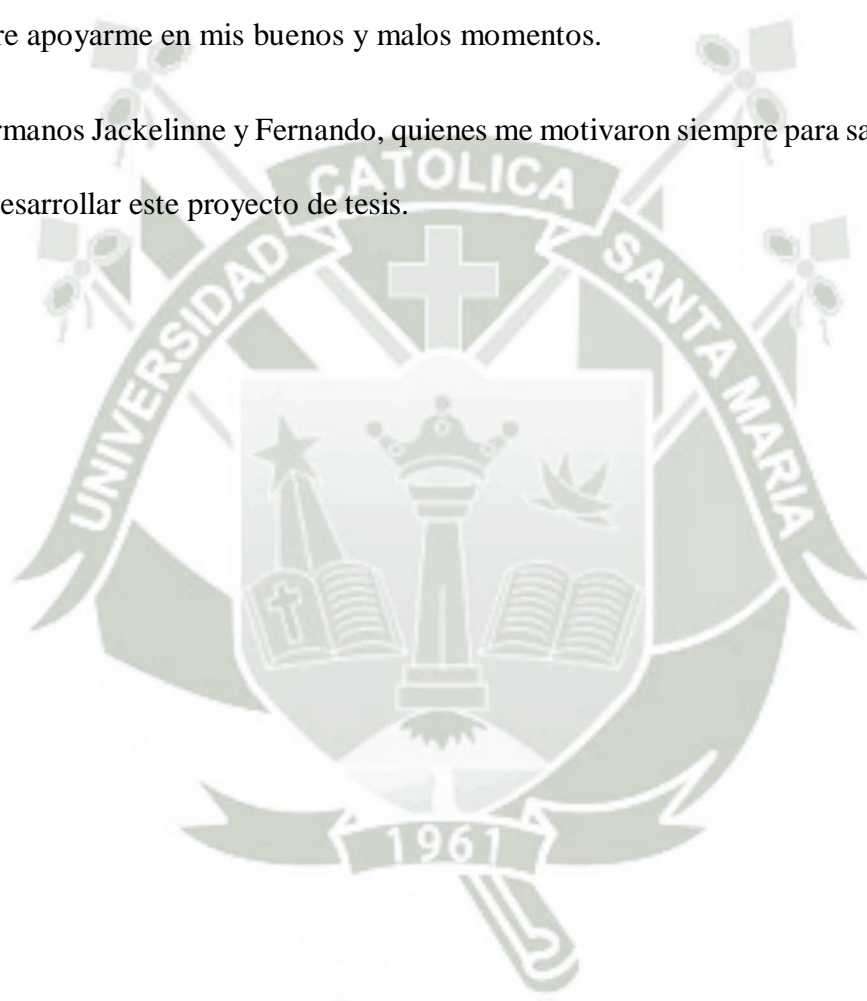 re apoyarme en mis buenos y malos momentos.
rmanos Jackelinne y Fernando, quienes me motivaron siempre para sa
esarrollar este proyecto de tesis.
UNIVERSIDAD CATOLICA SANTA MARIA
1961